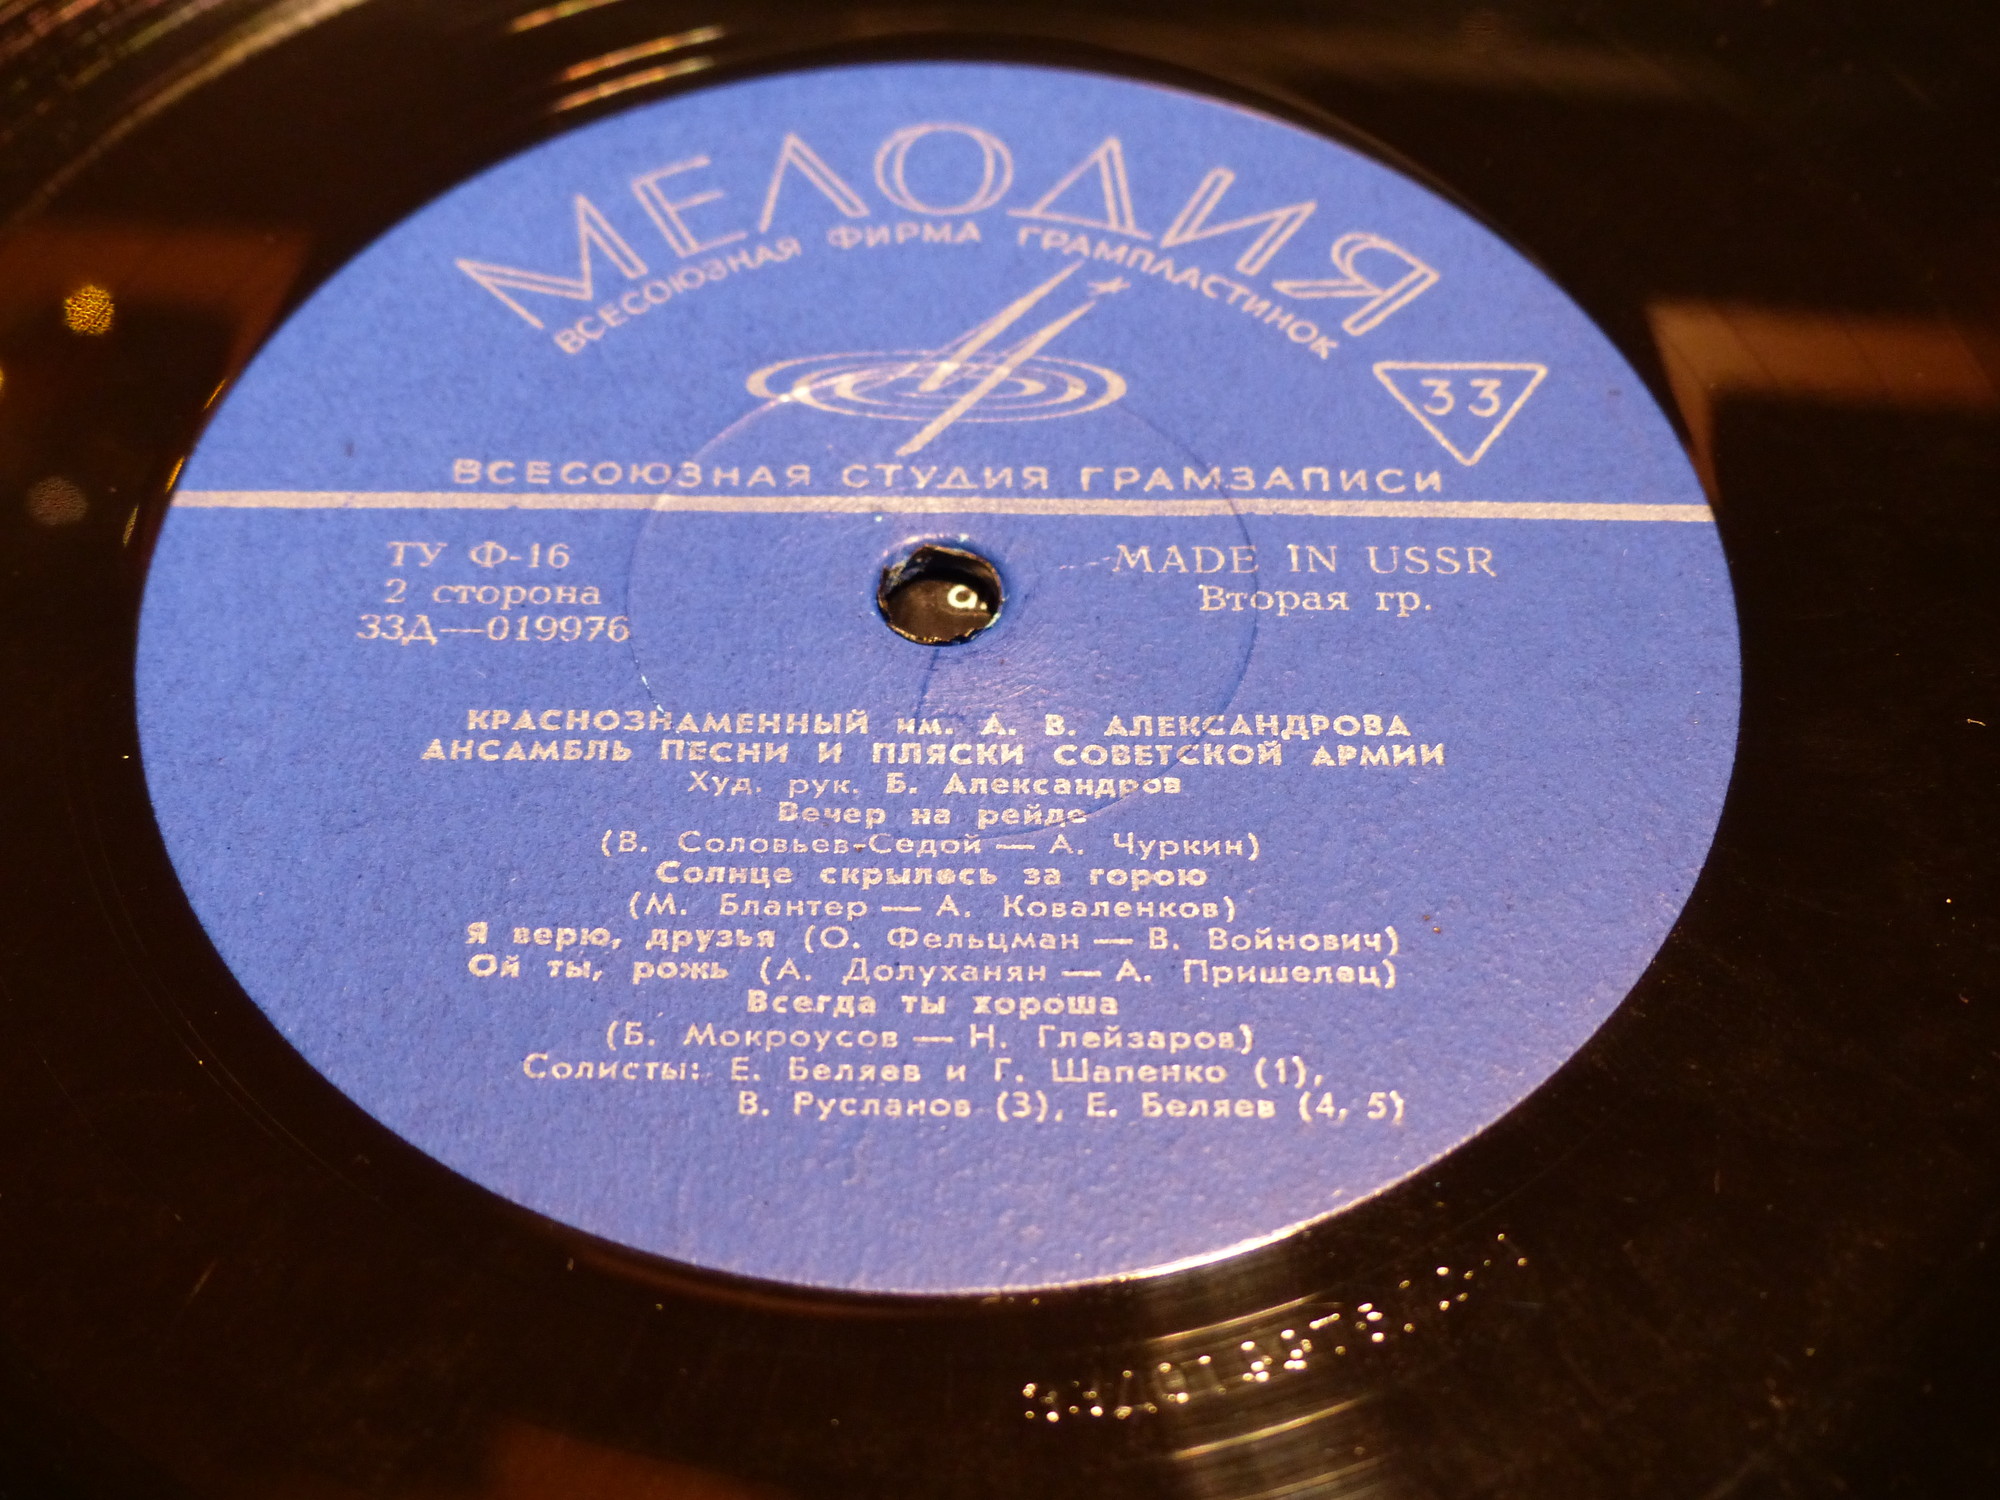 МЕЛОДИЯ
ВСЕСОЮЗНАЯ ФИРМА ГРАМПЛАСТИНОК
33
ВСЕСОЮЗНАЯ СТУДИЯ ГРАМЗАПИСИ
ТУ Ф-16
2 сторона
33Д—019976
MADE IN USSR
Вторая гр.
КРАСНОЗНАМЕННЫЙ им. А. В. АЛЕКСАНДРОВА
АНСАМБЛЬ ПЕСНИ И ПЛЯСКИ СОВЕТСКОЙ АРМИИ
Худ. рук. Б. Александров
Вечер на рейде
(В. Соловьев-Седой — А. Чуркин)
Солнце скрылось за горою
(М. Блантер — А. Коваленков)
Я верю, друзья (О. Фельцман — В. Войнович)
Ой ты, рожь (А. Долуханян — А. Пришелец)
Всегда ты хороша
(Б. Мокроусов — Н. Глейзаров)
Солисты: Е. Беляев и Г. Шапенко (1),
В. Русланов (3), Е. Беляев (4, 5)